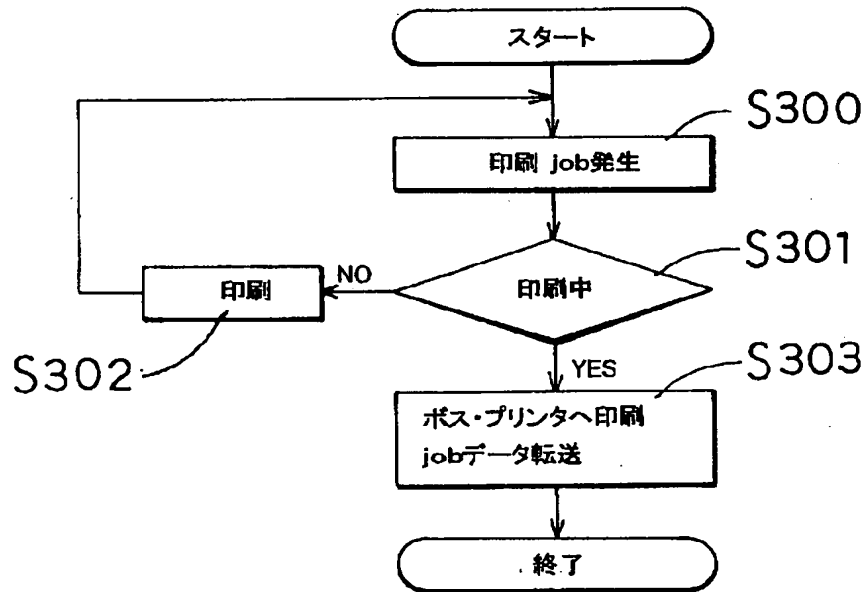 スタート
S300
印刷 job発生
S301
印刷中
NO
印刷
S302
YES
S303
ボス・プリンタへ印刷
jobデータ転送
終了